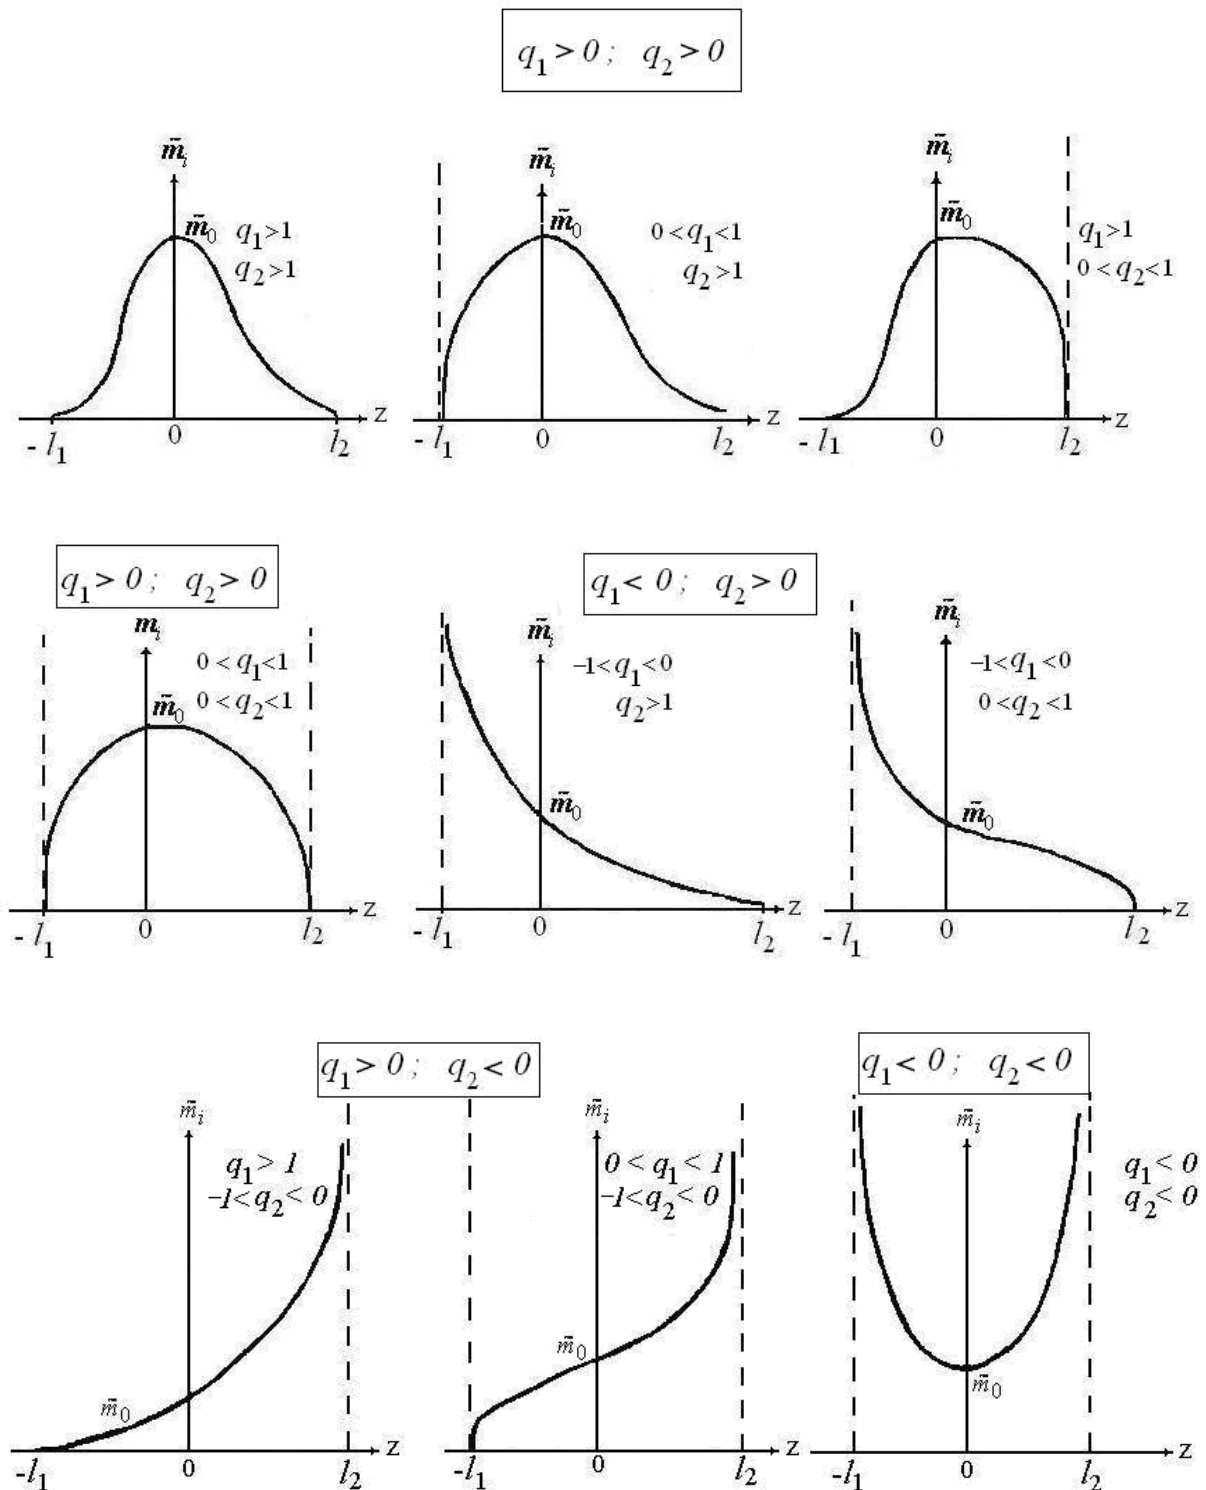 q₁ > 0 ; q₂ > 0
m̃ᵢ
m̃₀ q₁>1
q₂>1
- l₁ 0 l₂ z
m̃ᵢ
m̃₀ 0<q₁<1
q₂>1
- l₁ 0 l₂ z
m̃ᵢ
m̃₀ q₁>1
0<q₂<1
- l₁ 0 l₂ z
q₁ > 0 ; q₂ > 0
mᵢ
0<q₁<1
m̃₀ 0<q₂<1
- l₁ 0 l₂ z
q₁ < 0 ; q₂ > 0
m̃ᵢ
-1<q₁<0
q₂>1
m̃₀
- l₁ 0 l₂ z
m̃ᵢ
-1<q₁<0
0<q₂<1
m̃₀
- l₁ 0 l₂ z
q₁ > 0 ; q₂ < 0
m̃ᵢ
q₁ > 1
-1<q₂<0
m̃₀
-l₁ 0 l₂ z
m̃ᵢ
0<q₁<1
-1<q₂<0
m̃₀
-l₁ 0 l₂ z
q₁ < 0 ; q₂ < 0
m̃ᵢ
q₁<0
q₂<0
m̃₀
-l₁ 0 l₂ z